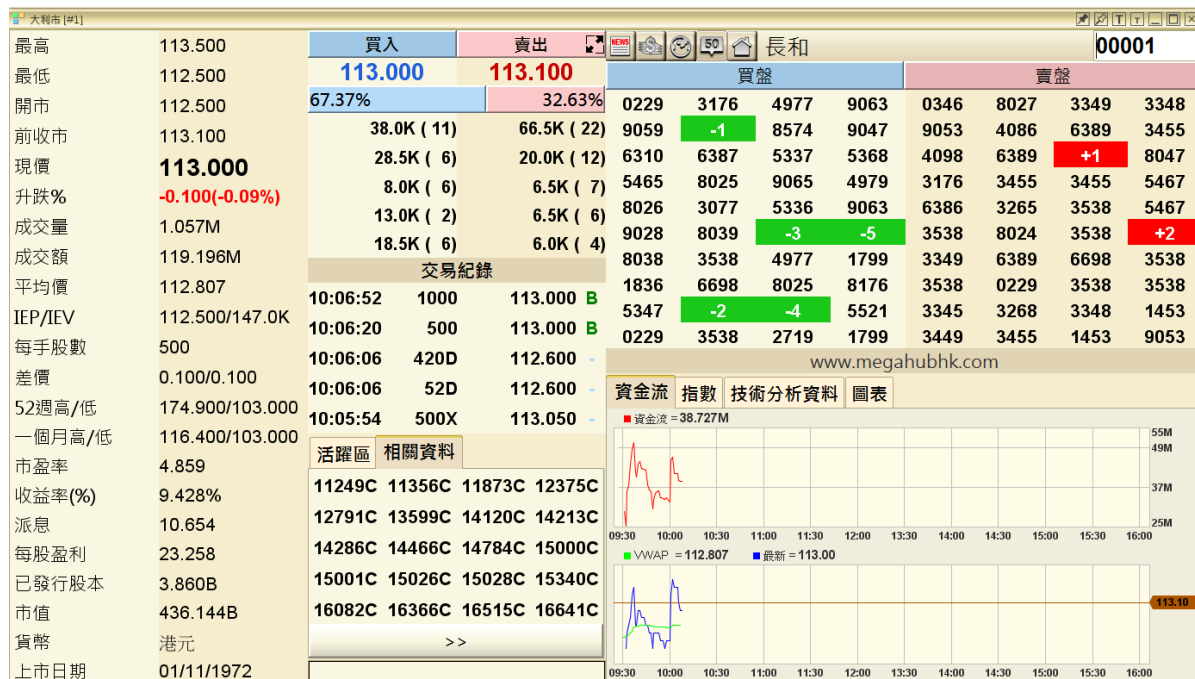 大利市 [#1]
最高 113.500
最低 112.500
開市 112.500
前收市 113.100
現價 113.000
升跌% -0.100(-0.09%)
成交量 1.057M
成交額 119.196M
平均價 112.807
IEP/IEV 112.500/147.0K
每手股數 500
差價 0.100/0.100
52週高/低 174.900/103.000
一個月高/低 116.400/103.000
市盈率 4.859
收益率(%) 9.428%
派息 10.654
每股盈利 23.258
已發行股本 3.860B
市值 436.144B
貨幣 港元
上市日期 01/11/1972
買入 賣出
113.000 113.100
67.37% 32.63%
38.0K ( 11) 66.5K ( 22)
28.5K ( 6) 20.0K ( 12)
8.0K ( 6) 6.5K ( 7)
13.0K ( 2) 6.5K ( 6)
18.5K ( 6) 6.0K ( 4)
交易紀錄
10:06:52 1000 113.000 B
10:06:20 500 113.000 B
10:06:06 420D 112.600 -
10:06:06 52D 112.600 -
10:05:54 500X 113.050 -
活躍區 相關資料
11249C 11356C 11873C 12375C
12791C 13599C 14120C 14213C
14286C 14466C 14784C 15000C
15001C 15026C 15028C 15340C
16082C 16366C 16515C 16641C
>>
NEWS 50 長和 00001
買盤 賣盤
0229 3176 4977 9063 0346 8027 3349 3348
9059 -1 8574 9047 9053 4086 6389 3455
6310 6387 5337 5368 4098 6389 +1 8047
5465 8025 9065 4979 3176 3455 3455 5467
8026 3077 5336 9063 6386 3265 3538 5467
9028 8039 -3 -5 3538 8024 3538 +2
8038 3538 4977 1799 3349 6389 6698 3538
1836 6698 8025 8176 3538 0229 3538 3538
5347 -2 -4 5521 3345 3268 3348 1453
0229 3538 2719 1799 3449 3455 1453 9053
www.megahubhk.com
資金流 指數 技術分析資料 圖表
資金流 =38.727M
55M
49M
37M
25M
09:30 10:00 10:30 11:00 11:30 12:00 13:30 14:00 14:30 15:00 15:30 16:00
VWAP =112.807 最新 =113.00
113.10
09:30 10:00 10:30 11:00 11:30 12:00 13:30 14:00 14:30 15:00 15:30 16:00